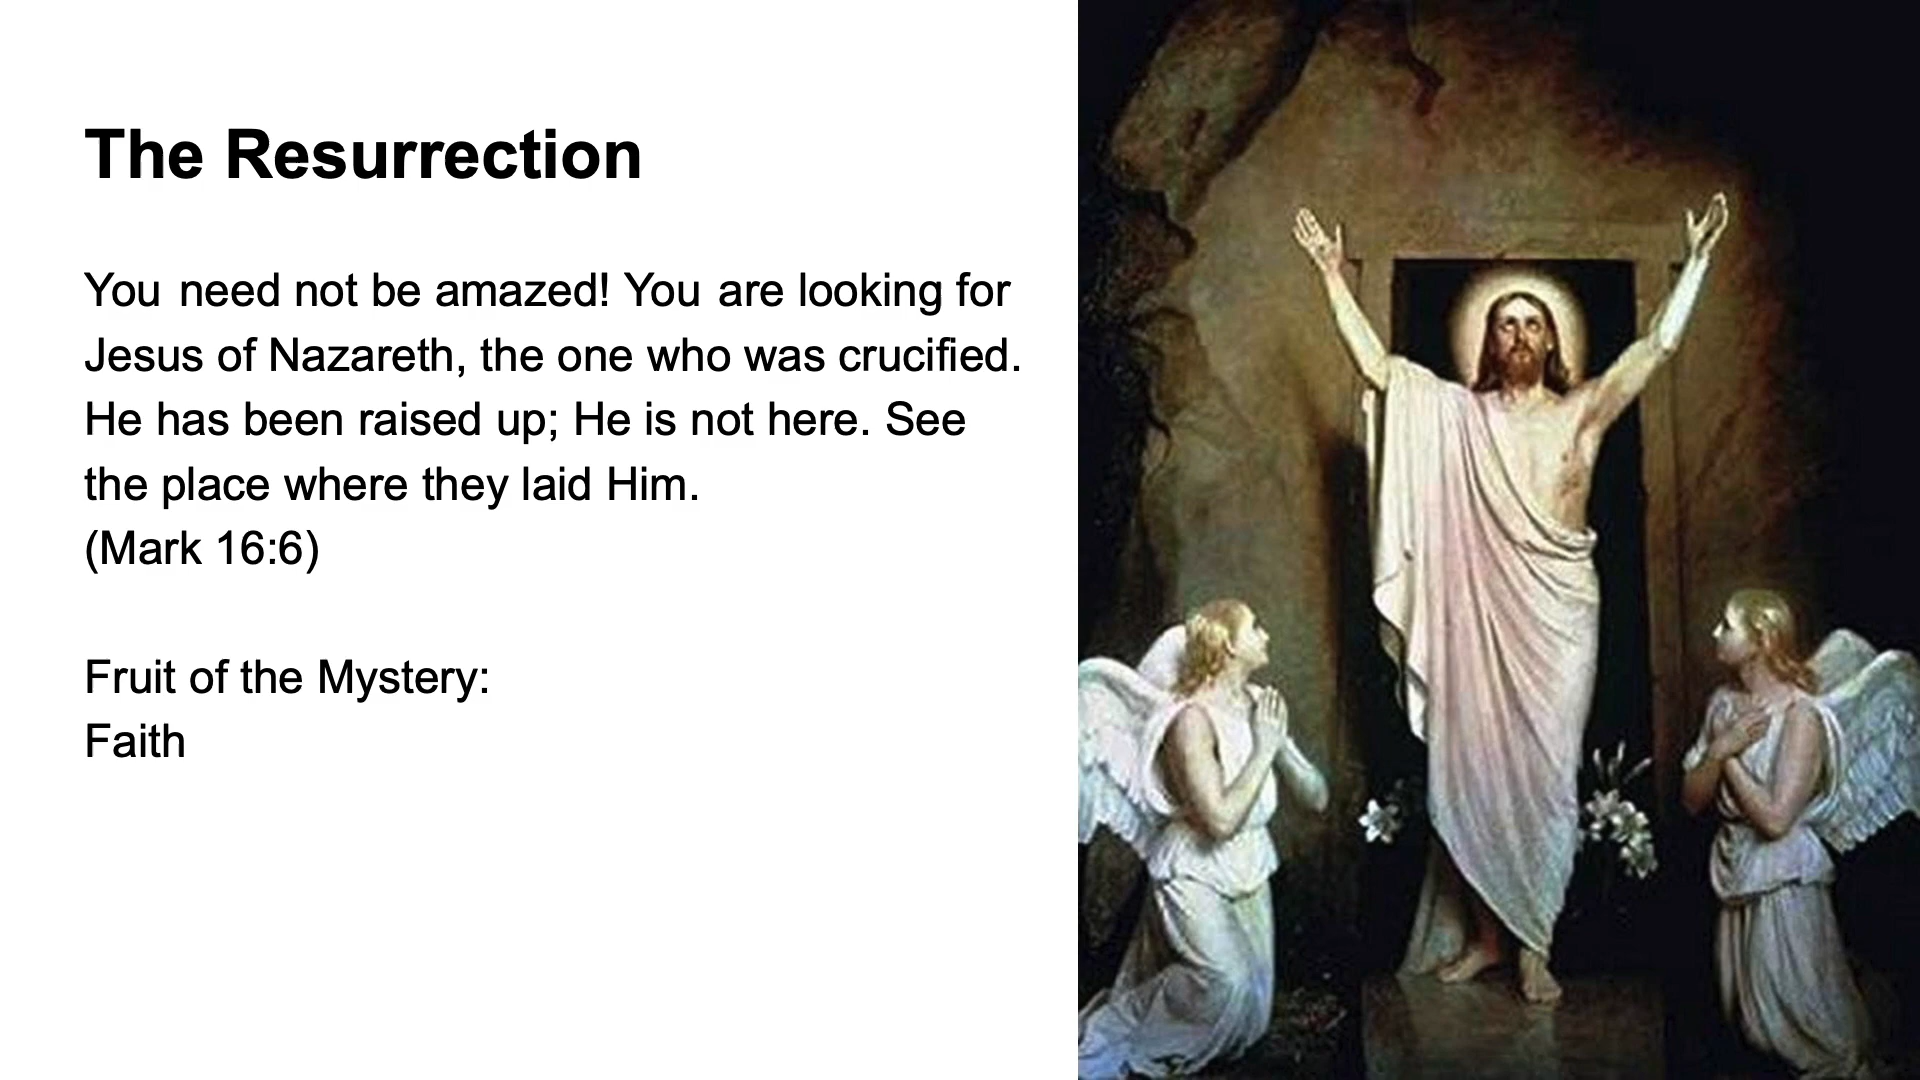 The Resurrection
You need not be amazed! You are looking for
Jesus of Nazareth, the one who was crucified.
He has been raised up; He is not here. See
the place where they laid Him.
(Mark 16:6)
Fruit of the Mystery:
Faith